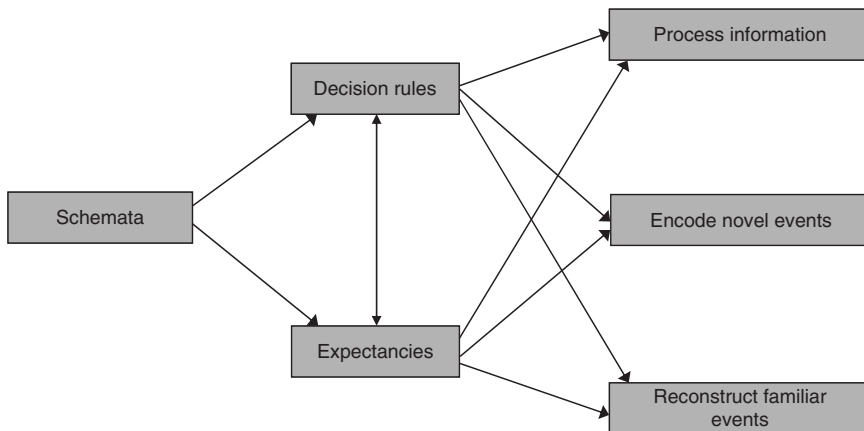 Process information
Decision rules
Schemata
Encode novel events
Expectancies
Reconstruct familiar
events